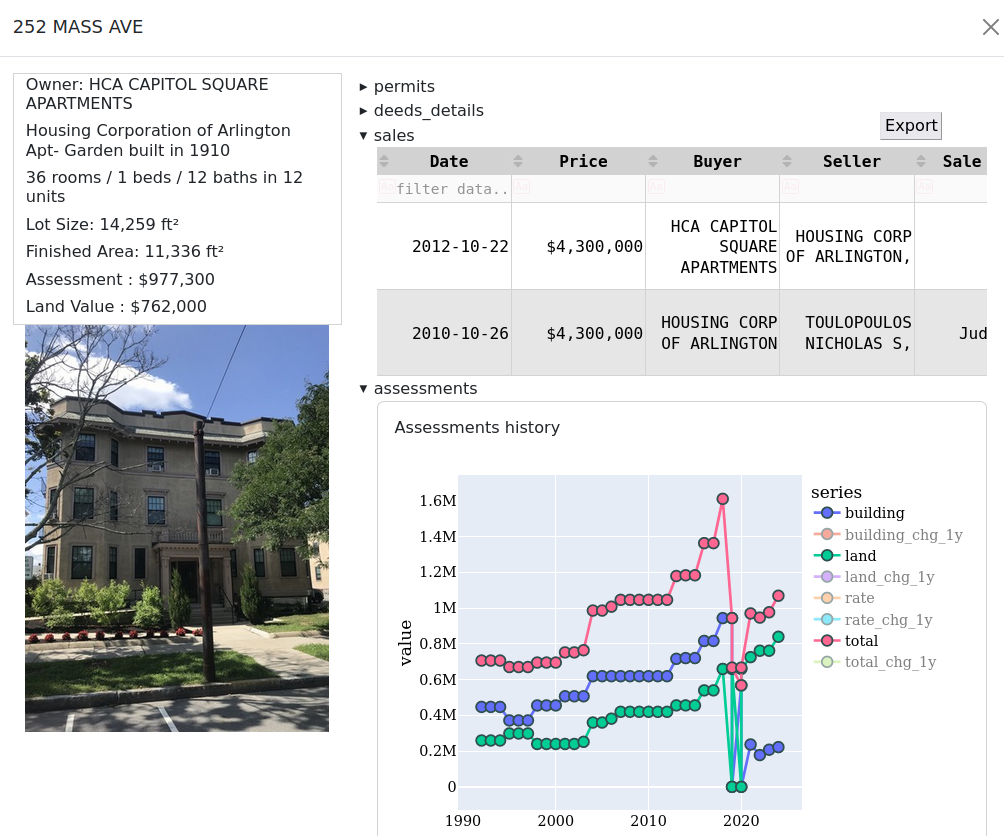 252 MASS AVE
Owner: HCA CAPITOL SQUARE
APARTMENTS
Housing Corporation of Arlington
Apt- Garden built in 1910
36 rooms / 1 beds / 12 baths in 12
units
Lot Size: 14,259 ft²
Finished Area: 11,336 ft²
Assessment : $977,300
Land Value : $762,000
▸ permits
▸ deeds_details
▾ sales
Export
Date Price Buyer Seller Sale
Aa filter data.. Aa Aa Aa Aa
2012-10-22 $4,300,000 HCA CAPITOL SQUARE APARTMENTS HOUSING CORP OF ARLINGTON,
2010-10-26 $4,300,000 HOUSING CORP OF ARLINGTON TOULOPOULOS NICHOLAS S, Jud
▾ assessments
Assessments history
value
1.6M
1.4M
1.2M
1M
0.8M
0.6M
0.4M
0.2M
0
1990 2000 2010 2020
series
building
building_chg_1y
land
land_chg_1y
rate
rate_chg_1y
total
total_chg_1y